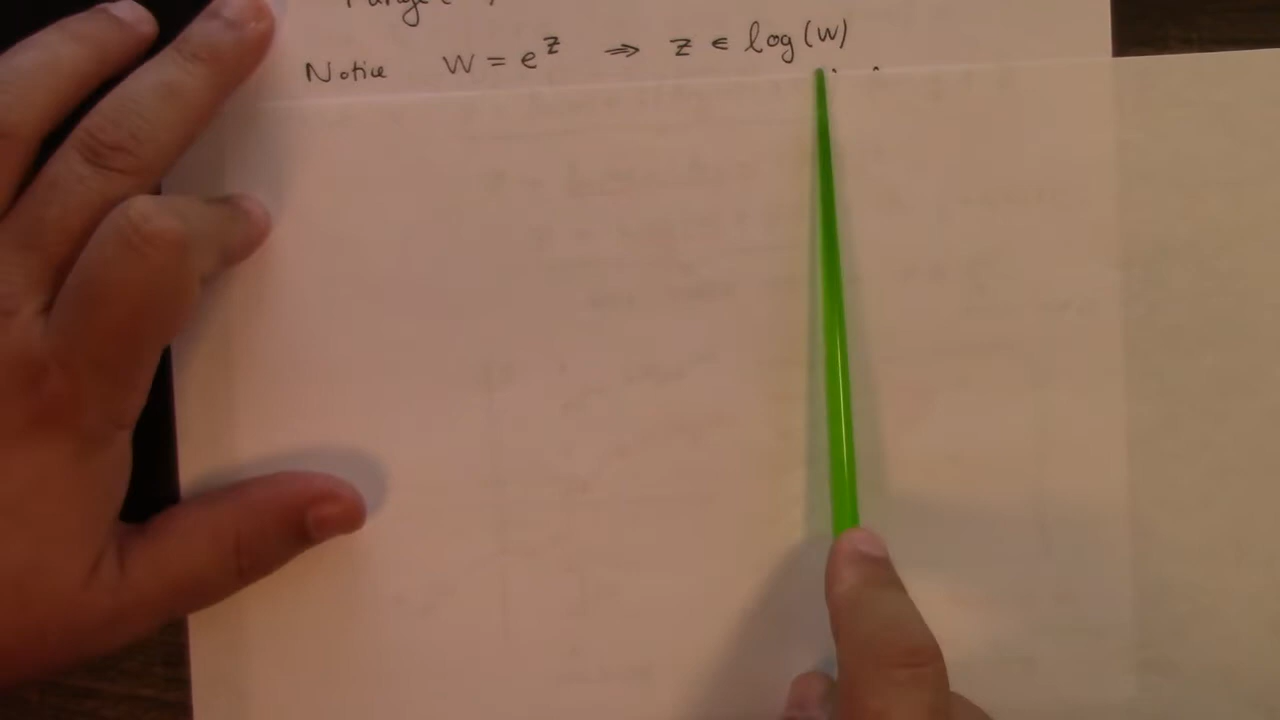 Notice w = e^z ⇒ z ∈ log(w)